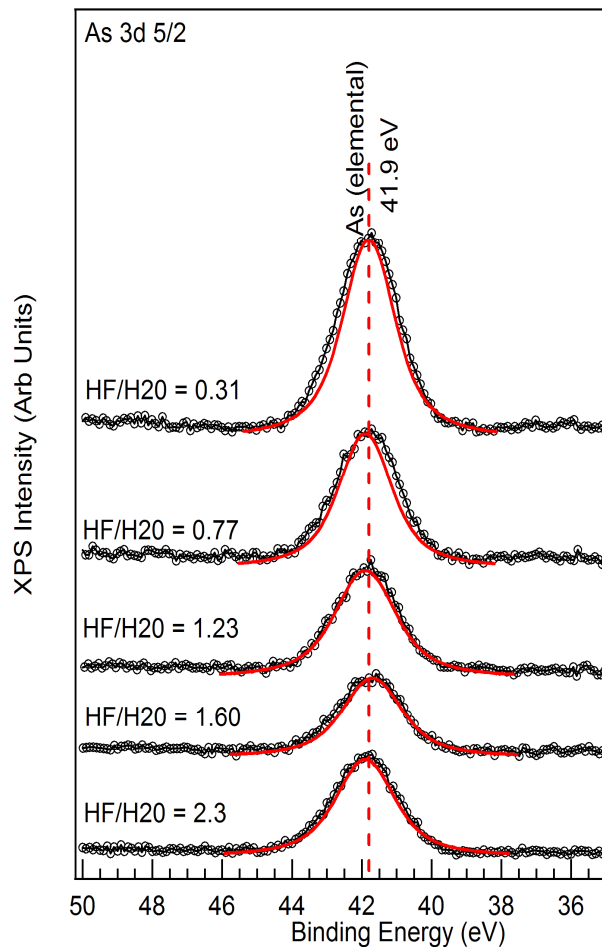 As 3d 5/2
As (elemental)
41.9 eV
XPS Intensity (Arb Units)
HF/H20 = 0.31
HF/H20 = 0.77
HF/H20 = 1.23
HF/H20 = 1.60
HF/H20 = 2.3
50 48 46 44 42 40 38 36
Binding Energy (eV)